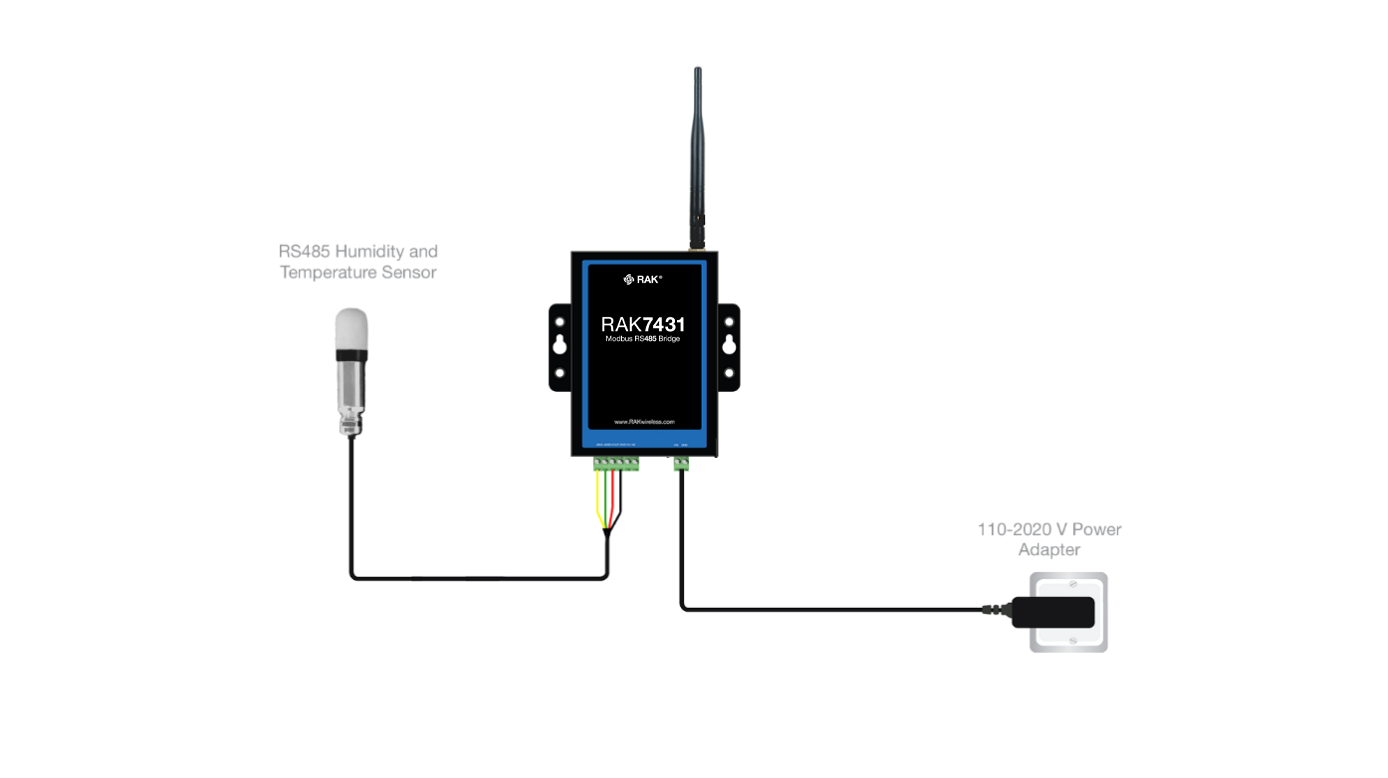 RS485 Humidity and
Temperature Sensor
RAK®
RAK7431
Modbus RS485 Bridge
www.RAKwireless.com
110-2020 V Power
Adapter